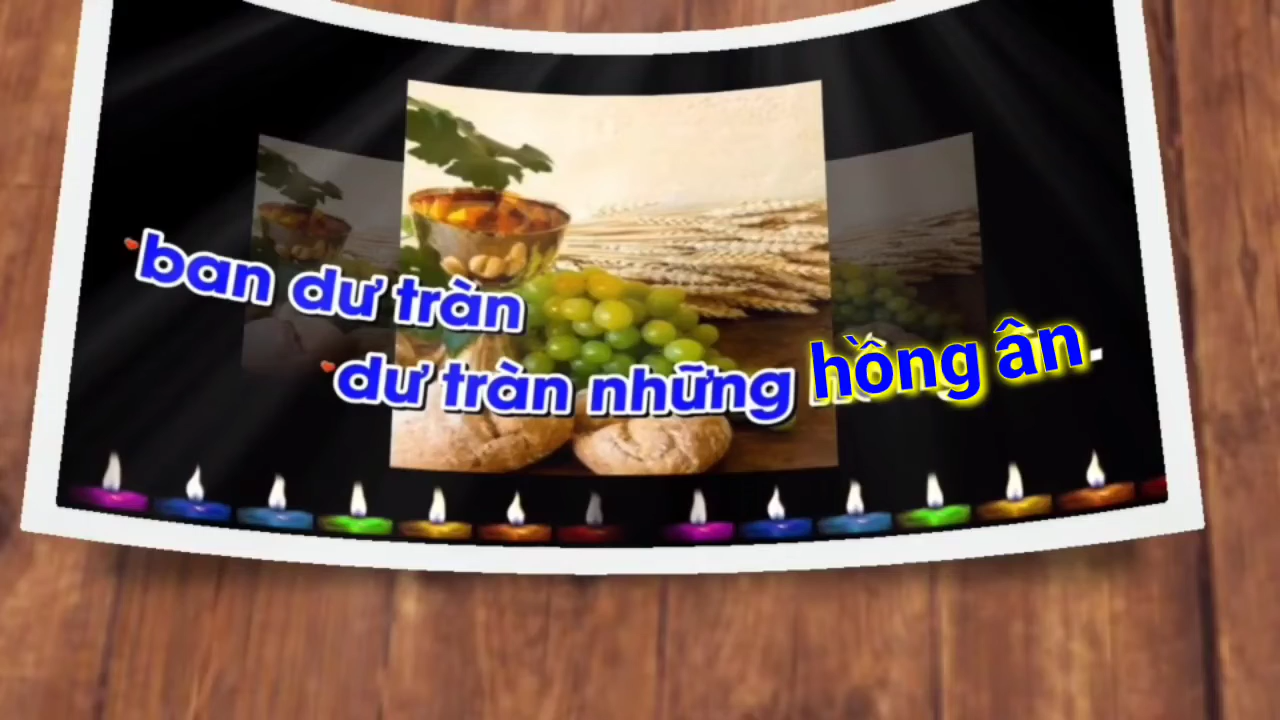 ban dư tràn
dư tràn những hồng ân.